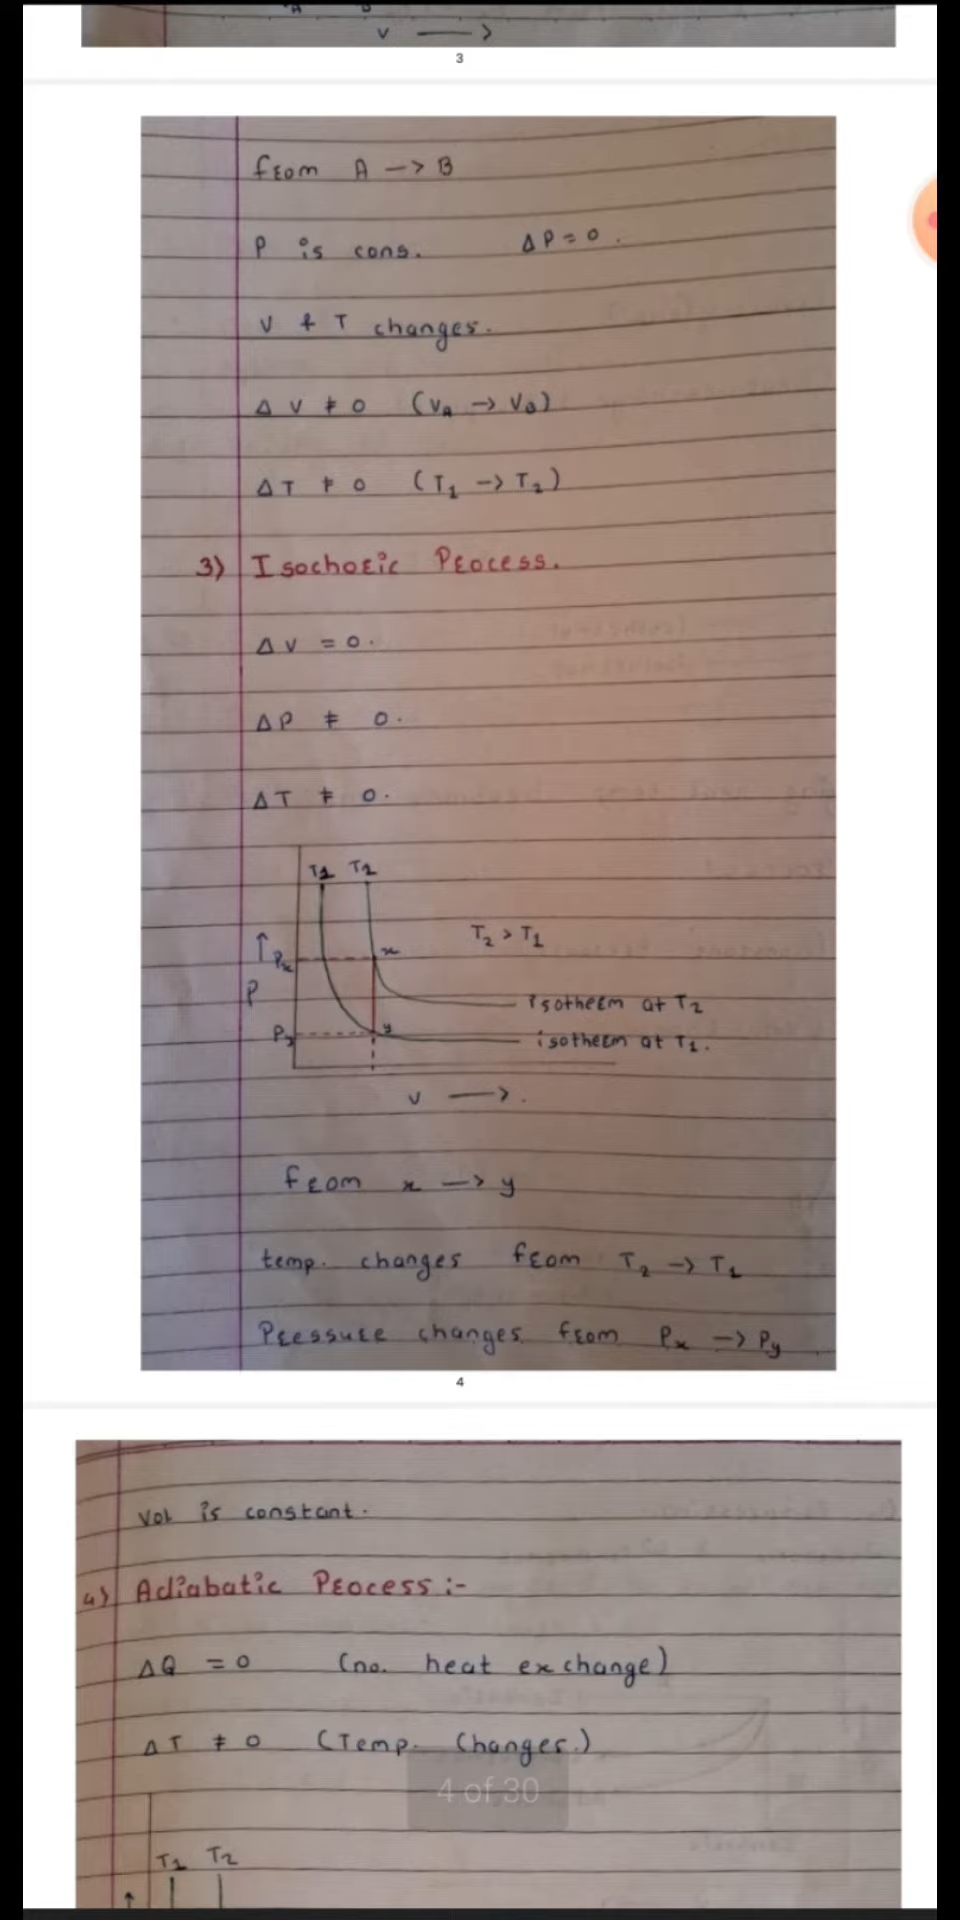 V →
3
from A → B
P is cons. ΔP = 0.
V & T changes.
ΔV ≠ 0 (VA → VB)
ΔT ≠ 0 (T1 → T2)
3) Isochoric Process.
ΔV = 0.
ΔP ≠ 0.
ΔT ≠ 0.
T1 T2
T2 > T1
↑ Px x
P
isotherm at T2
Py y
isotherm at T1.
V →.
from x → y
temp. changes from T2 → T1
Pressure changes from Px → Py
4
Vol is constant.
4) Adiabatic Process :-
ΔQ = 0 (no. heat exchange)
ΔT ≠ 0 (Temp. Changes.)
4 of 30
T1 T2
↑